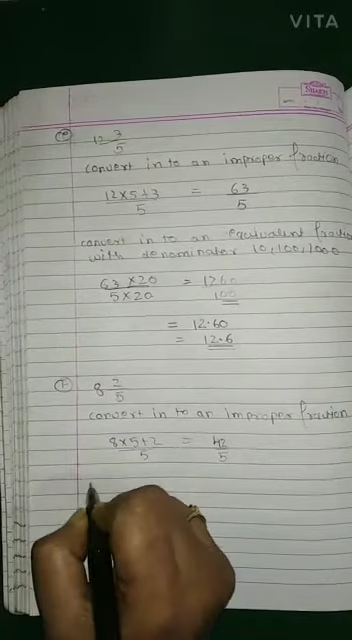 VITA
(e) 12 3/5
convert in to an improper fraction
12×5+3/5 = 63/5
convert in to an equivalent fraction
with denominator 10,100,1000
63×20/5×20 = 1260/100
= 12.60
= 12.6
8 2/5
convert in to an improper fraction
8×5+2/5 = 42/5